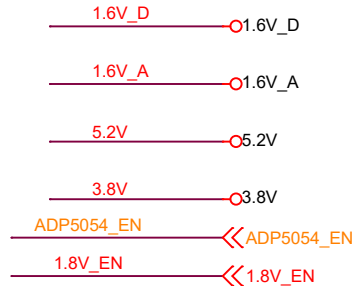 1.6V_D 1.6V_D
1.6V_A 1.6V_A
5.2V 5.2V
3.8V 3.8V
ADP5054_EN ADP5054_EN
1.8V_EN 1.8V_EN